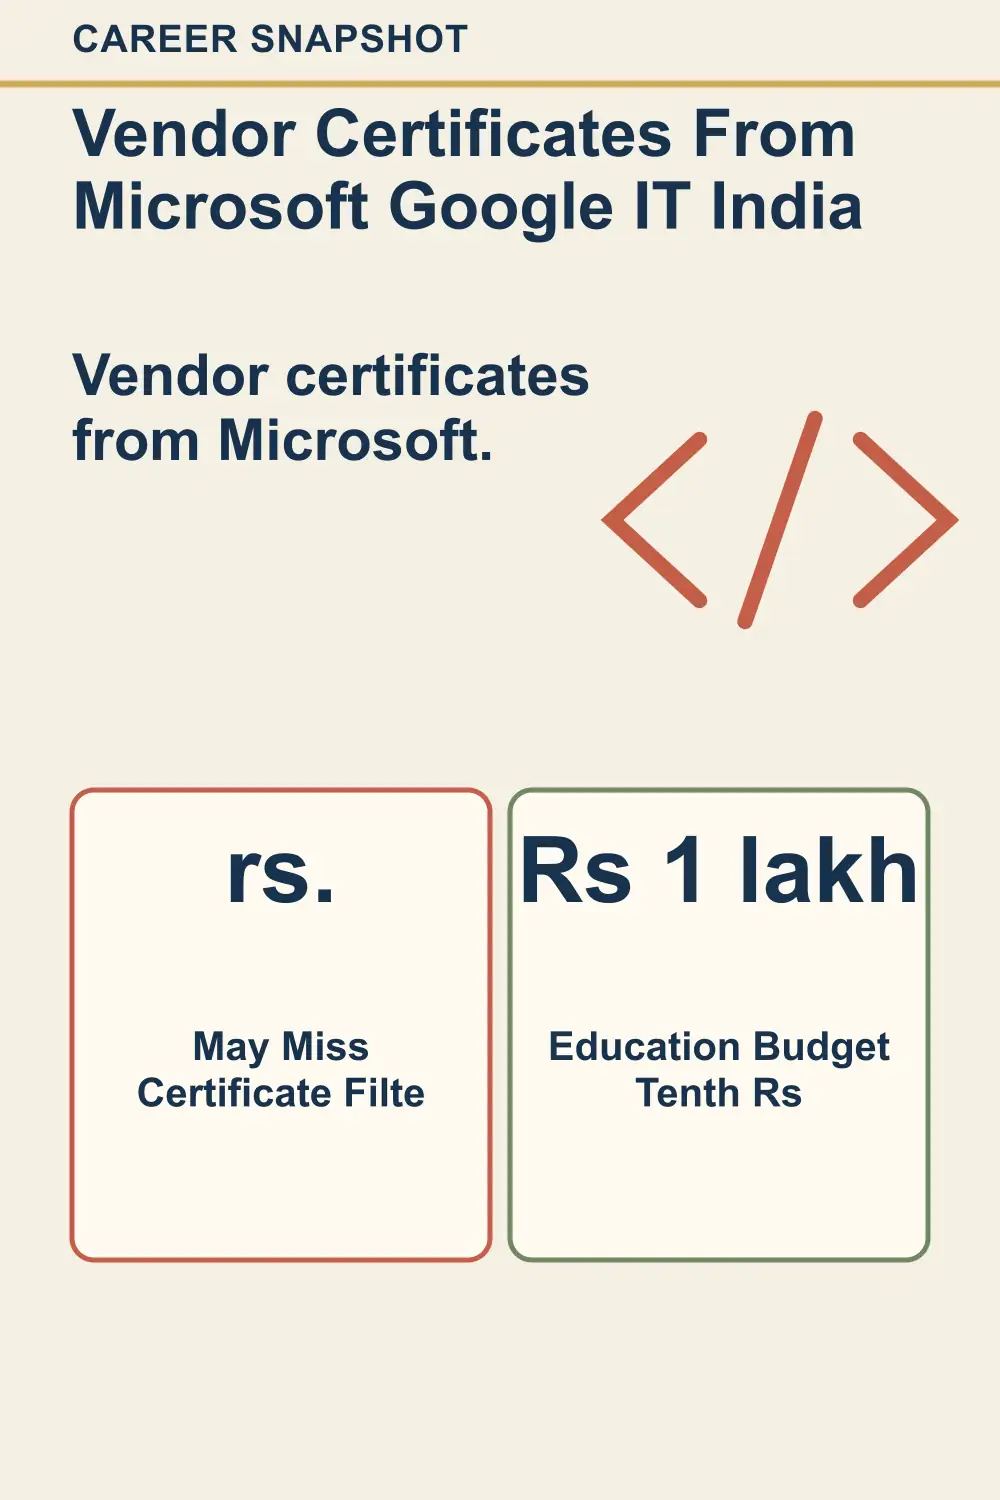 CAREER SNAPSHOT
Vendor Certificates From
Microsoft Google IT India
Vendor certificates
from Microsoft.
rs.
May Miss
Certificate Filte
Rs 1 lakh
Education Budget
Tenth Rs